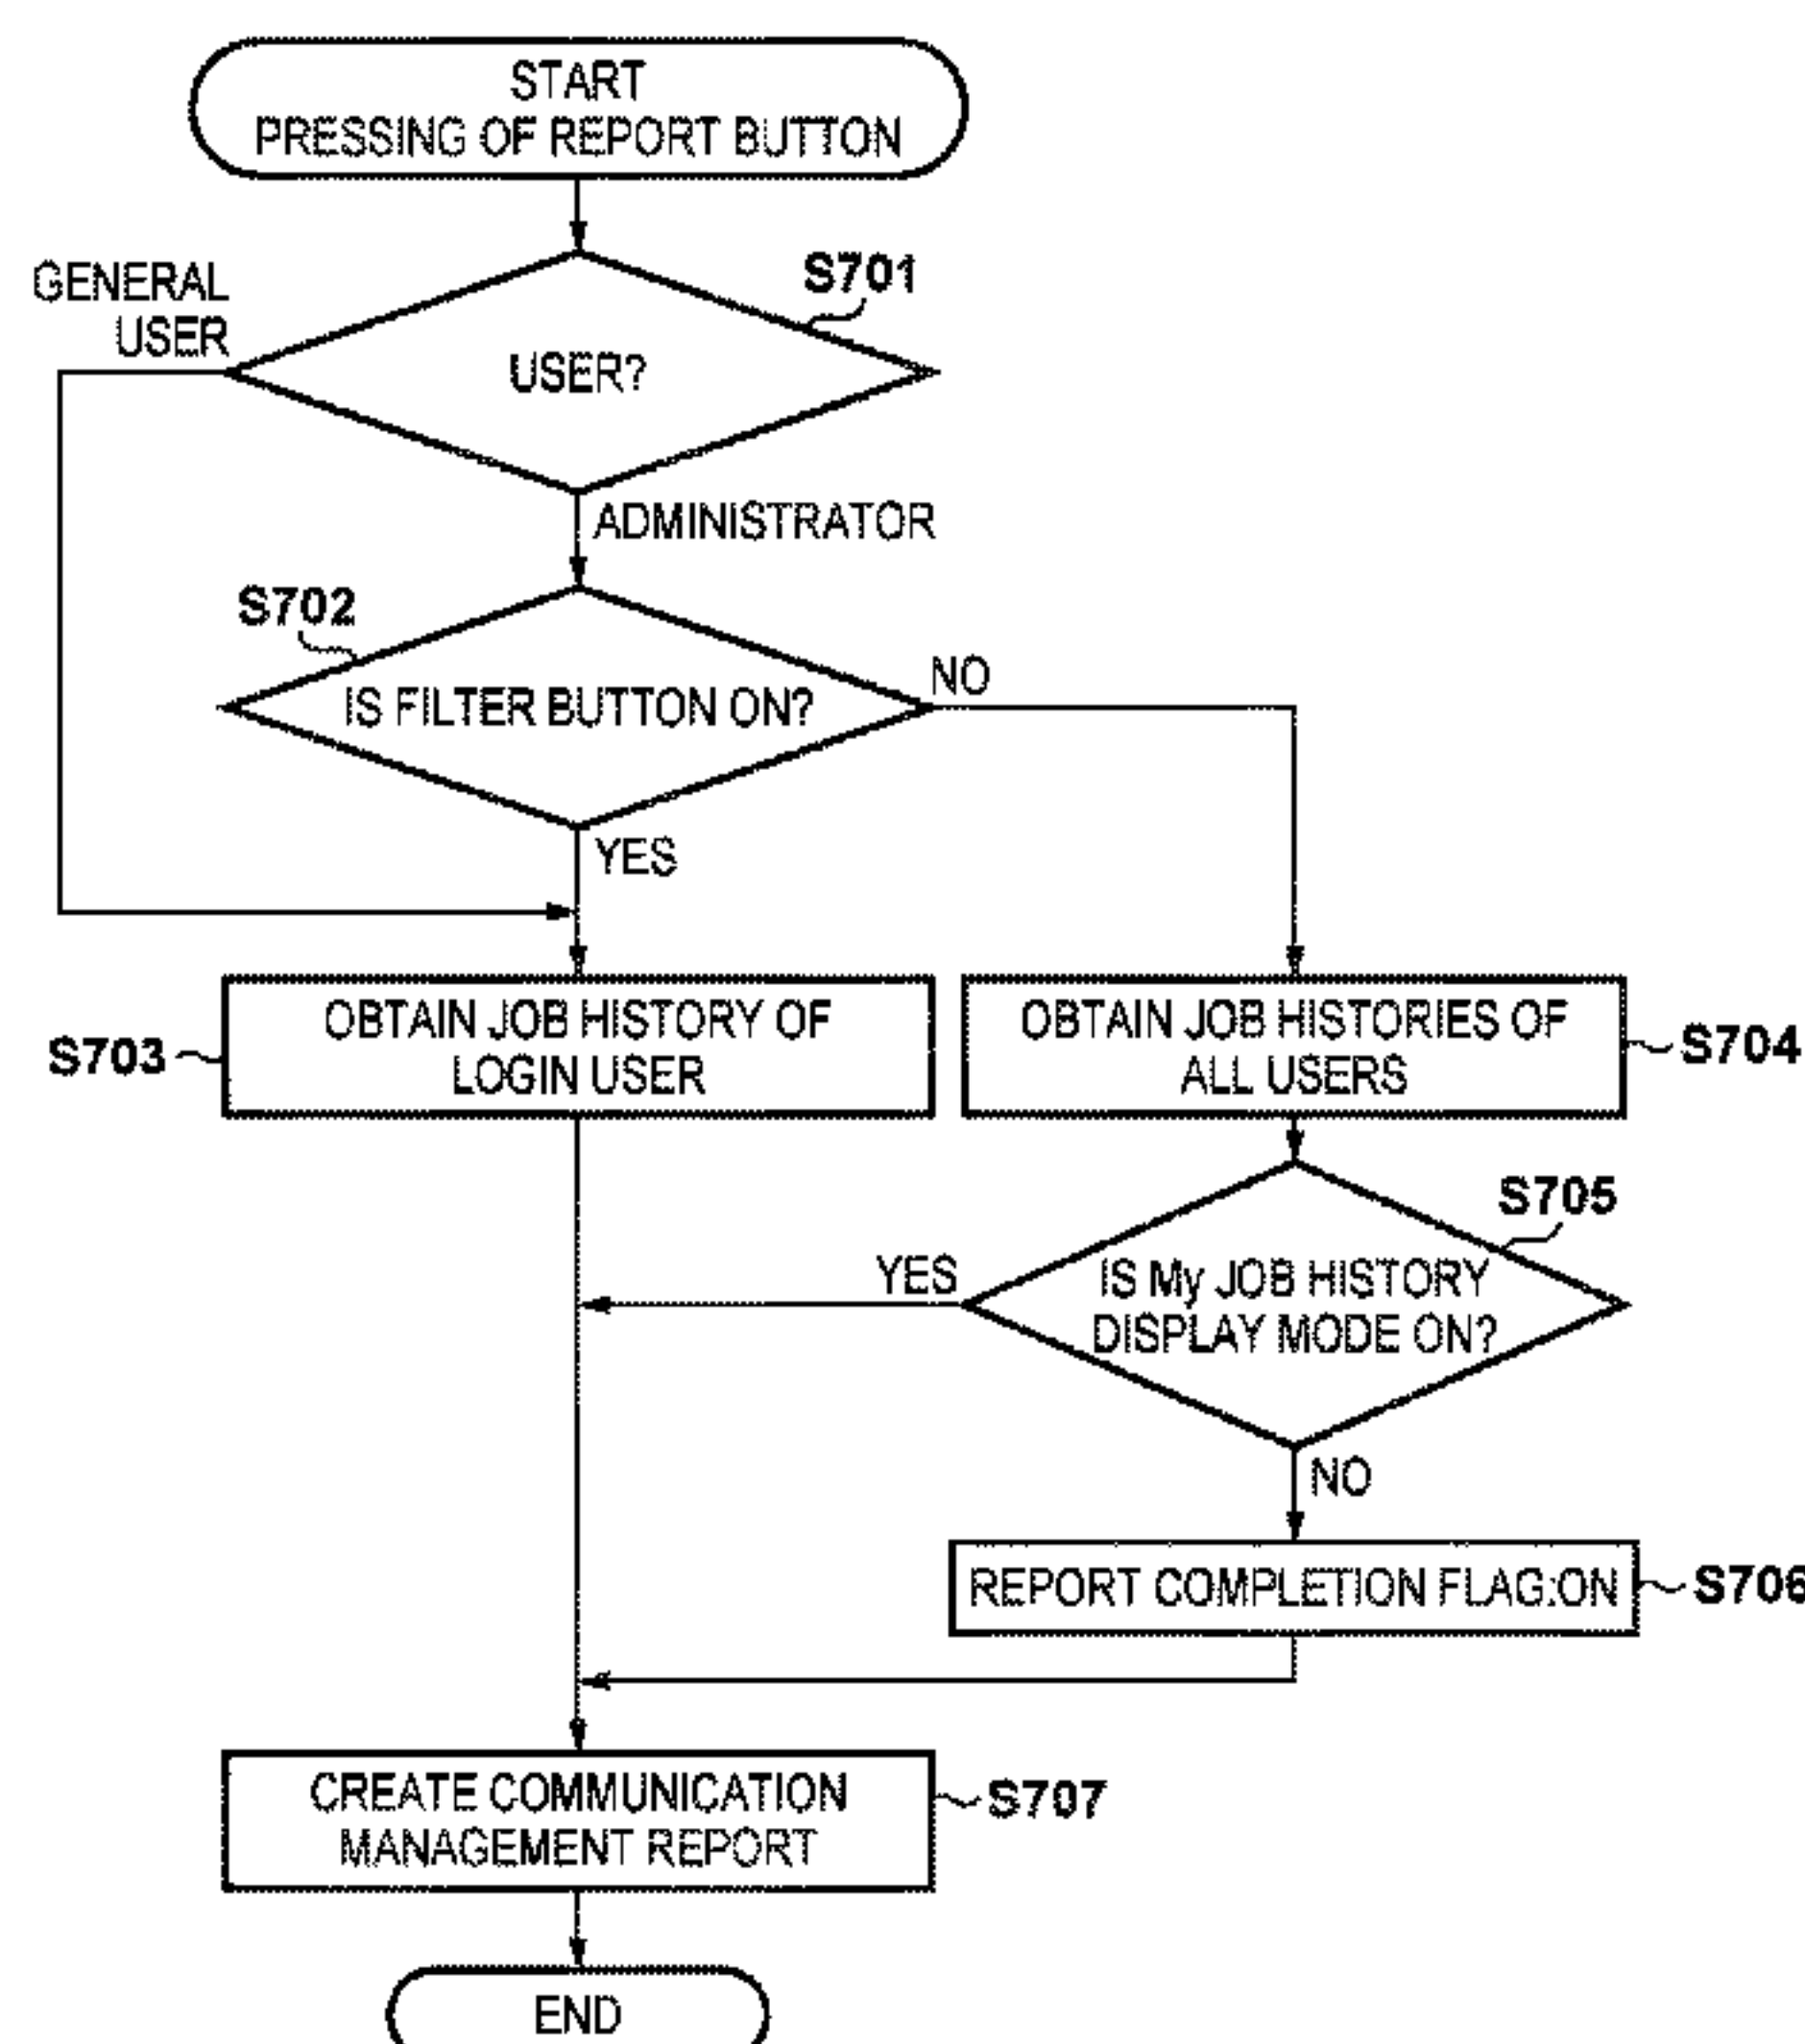 START
PRESSING OF REPORT BUTTON
GENERAL
USER
S701
USER?
ADMINISTRATOR
S702
IS FILTER BUTTON ON?
NO
YES
S703
OBTAIN JOB HISTORY OF
LOGIN USER
OBTAIN JOB HISTORIES OF
ALL USERS
S704
S705
YES
IS My JOB HISTORY
DISPLAY MODE ON?
NO
REPORT COMPLETION FLAG:ON
S706
CREATE COMMUNICATION
MANAGEMENT REPORT
S707
END